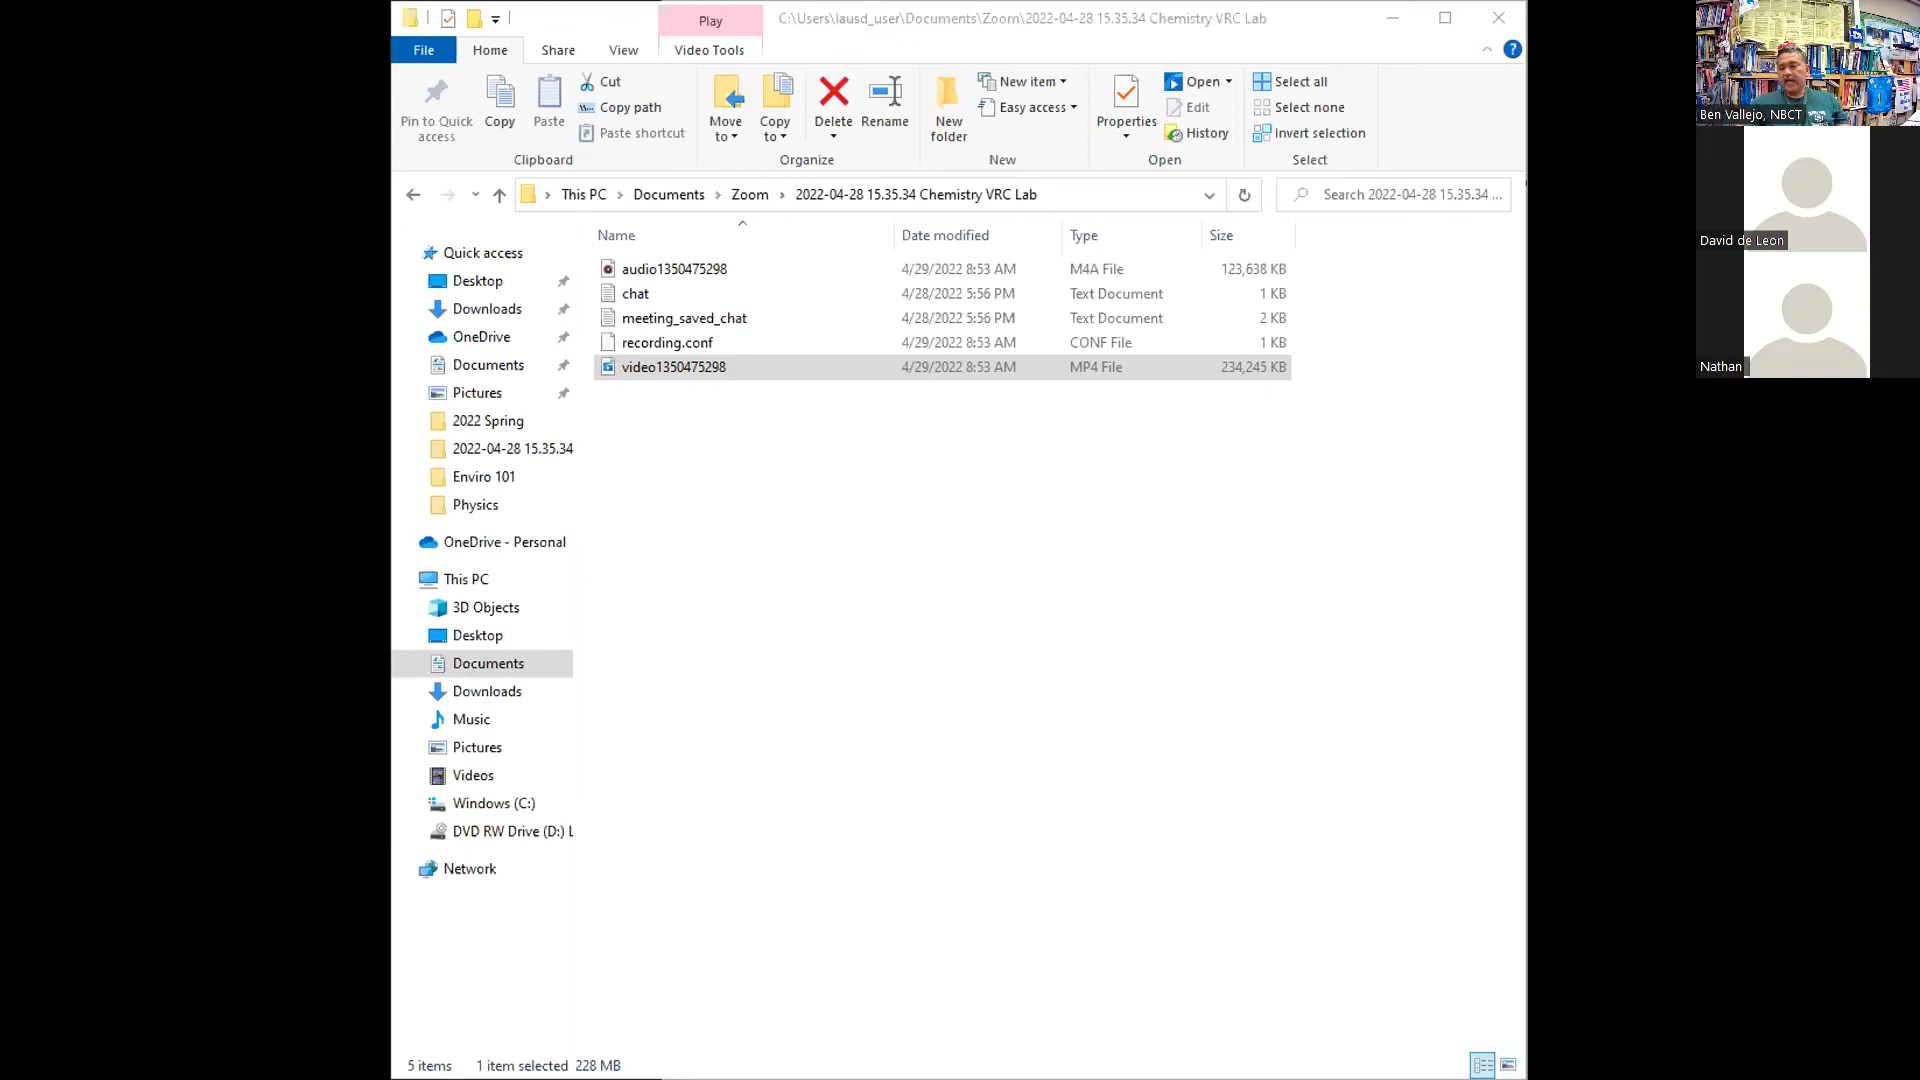 Play
C:\Users\lausd_user\Documents\Zoom\2022-04-28 15.35.34 Chemistry VRC Lab
File
Home
Share
View
Video Tools
?
Pin to Quick access
Copy
Paste
Cut
Copy path
Paste shortcut
Clipboard
Move to
Copy to
Delete
Rename
Organize
New folder
New item
Easy access
New
Properties
Open
Edit
History
Open
Select all
Select none
Invert selection
Select
This PC > Documents > Zoom > 2022-04-28 15.35.34 Chemistry VRC Lab
Search 2022-04-28 15.35.34 ...
Name Date modified Type Size
audio1350475298 4/29/2022 8:53 AM M4A File 123,638 KB
chat 4/28/2022 5:56 PM Text Document 1 KB
meeting_saved_chat 4/28/2022 5:56 PM Text Document 2 KB
recording.conf 4/29/2022 8:53 AM CONF File 1 KB
video1350475298 4/29/2022 8:53 AM MP4 File 234,245 KB
Quick access
Desktop
Downloads
OneDrive
Documents
Pictures
2022 Spring
2022-04-28 15.35.34
Enviro 101
Physics
OneDrive - Personal
This PC
3D Objects
Desktop
Documents
Downloads
Music
Pictures
Videos
Windows (C:)
DVD RW Drive (D:) L
Network
5 items 1 item selected 228 MB
Ben Vallejo, NBCT
David de Leon
Nathan